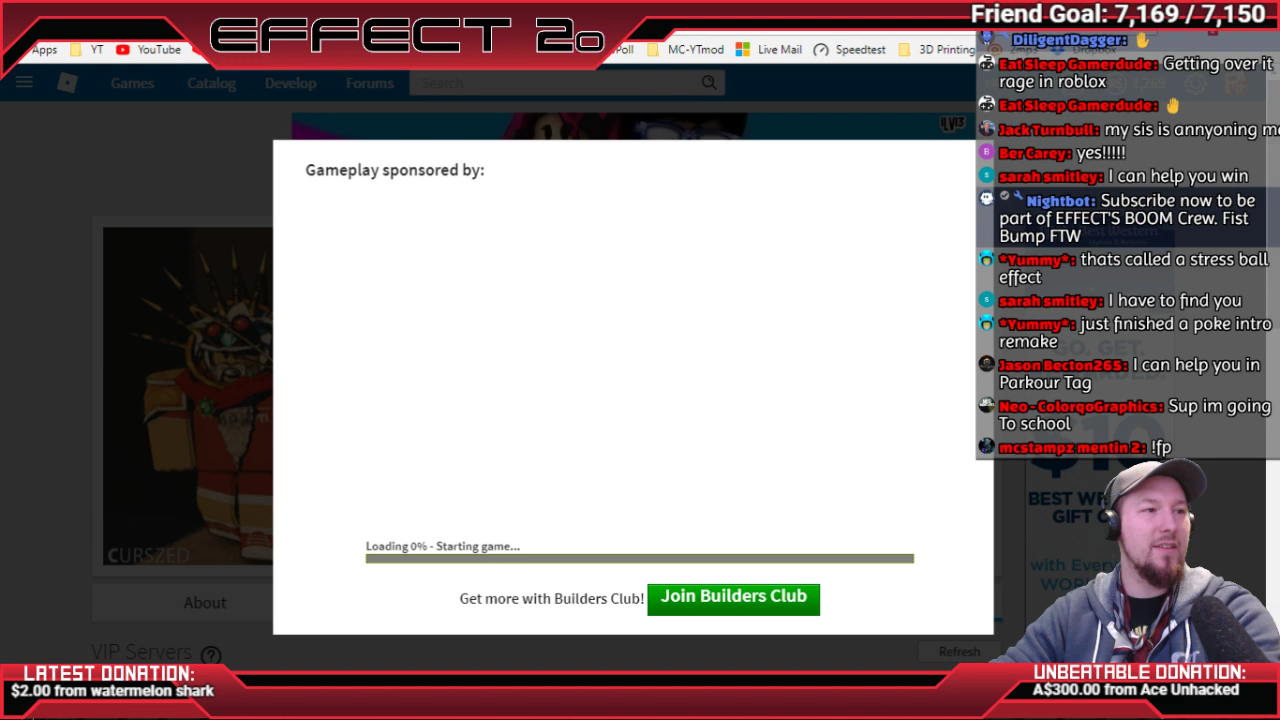 EFFECT 2o
Friend Goal: 7,169 / 7,150
Apps YT YouTube Poll MC-YTmod Live Mail Speedtest 3D Printing
Games Catalog Develop Forums Search
DiligentDagger:
Eat Sleep Gamerdude: Getting over it
rage in roblox
Eat Sleep Gamerdude:
Jack Turnbull: my sis is annyoning me
Ber Carey: yes!!!!!
sarah smitley: I can help you win
Nightbot: Subscribe now to be
part of EFFECT'S BOOM Crew. Fist
Bump FTW
*Yummy*: thats called a stress ball
effect
sarah smitley: I have to find you
*Yummy*: just finished a poke intro
remake
Jason Becton265: I can help you in
Parkour Tag
Neo-ColorqoGraphics: Sup im going
To school
mcstampz mentin 2: !fp
Gameplay sponsored by:
Loading 0% - Starting game...
Get more with Builders Club! Join Builders Club
CURSZED
About
VIP Servers
Refresh
LATEST DONATION:
$2.00 from watermelon shark
UNBEATABLE DONATION:
A$300.00 from Ace Unhacked